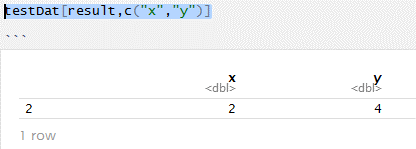 testDat[result,c("x","y")]
```
x y
<dbl> <dbl>
2 2 4
1 row